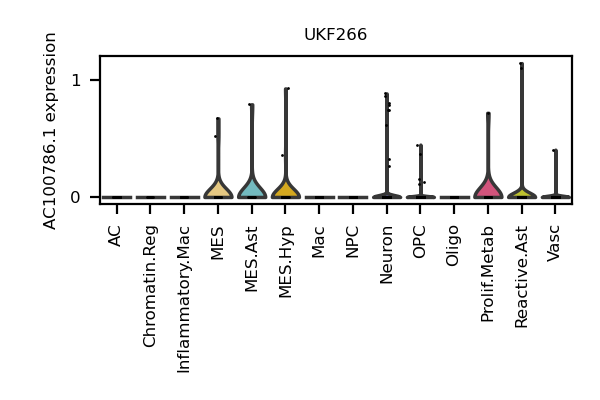 UKF266
AC100786.1 expression
1
0
AC
Chromatin.Reg
Inflammatory.Mac
MES
MES.Ast
MES.Hyp
Mac
NPC
Neuron
OPC
Oligo
Prolif.Metab
Reactive.Ast
Vasc